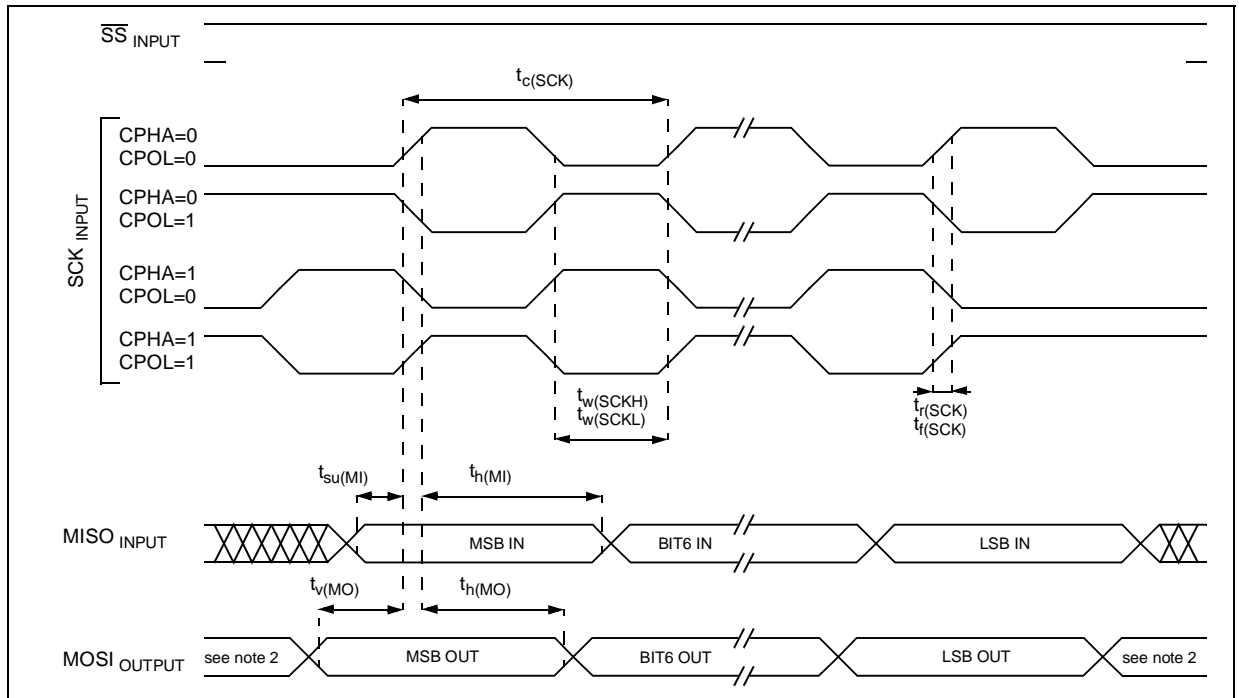 SS INPUT
tc(SCK)
SCK INPUT
CPHA=0
CPOL=0
CPHA=0
CPOL=1
CPHA=1
CPOL=0
CPHA=1
CPOL=1
tw(SCKH)
tw(SCKL)
tr(SCK)
tf(SCK)
tsu(MI)
th(MI)
MISO INPUT
MSB IN
BIT6 IN
LSB IN
tv(MO)
th(MO)
MOSI OUTPUT
see note 2
MSB OUT
BIT6 OUT
LSB OUT
see note 2